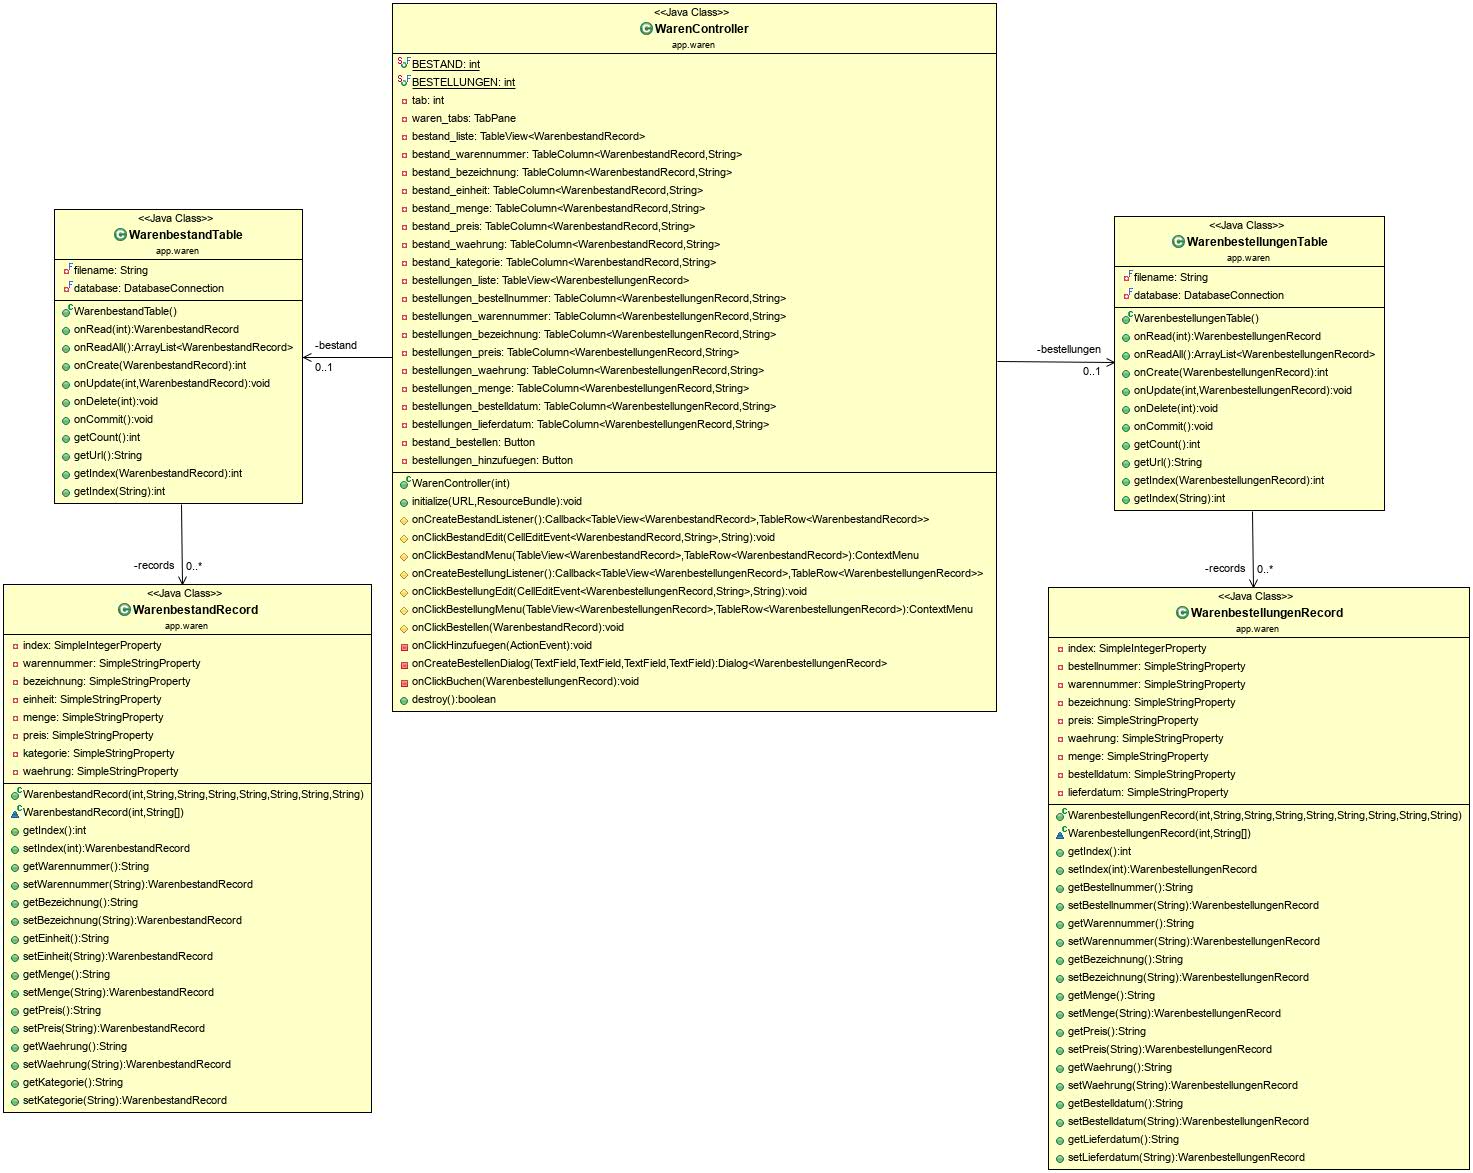 <<Java Class>>
WarenController
app.waren
BESTAND: int
BESTELLUNGEN: int
tab: int
waren_tabs: TabPane
bestand_liste: TableView<WarenbestandRecord>
bestand_warennummer: TableColumn<WarenbestandRecord,String>
bestand_bezeichnung: TableColumn<WarenbestandRecord,String>
bestand_einheit: TableColumn<WarenbestandRecord,String>
bestand_menge: TableColumn<WarenbestandRecord,String>
bestand_preis: TableColumn<WarenbestandRecord,String>
bestand_waehrung: TableColumn<WarenbestandRecord,String>
bestand_kategorie: TableColumn<WarenbestandRecord,String>
bestellungen_liste: TableView<WarenbestellungenRecord>
bestellungen_bestellnummer: TableColumn<WarenbestellungenRecord,String>
bestellungen_warennummer: TableColumn<WarenbestellungenRecord,String>
bestellungen_bezeichnung: TableColumn<WarenbestellungenRecord,String>
bestellungen_preis: TableColumn<WarenbestellungenRecord,String>
bestellungen_waehrung: TableColumn<WarenbestellungenRecord,String>
bestellungen_menge: TableColumn<WarenbestellungenRecord,String>
bestellungen_bestelldatum: TableColumn<WarenbestellungenRecord,String>
bestellungen_lieferdatum: TableColumn<WarenbestellungenRecord,String>
bestand_bestellen: Button
bestellungen_hinzufuegen: Button
WarenController(int)
initialize(URL,ResourceBundle):void
onCreateBestandListener():Callback<TableView<WarenbestandRecord>,TableRow<WarenbestandRecord>>
onClickBestandEdit(CellEditEvent<WarenbestandRecord,String>,String):void
onClickBestandMenu(TableView<WarenbestandRecord>,TableRow<WarenbestandRecord>):ContextMenu
onCreateBestellungListener():Callback<TableView<WarenbestellungenRecord>,TableRow<WarenbestellungenRecord>>
onClickBestellungEdit(CellEditEvent<WarenbestellungenRecord,String>,String):void
onClickBestellungMenu(TableView<WarenbestellungenRecord>,TableRow<WarenbestellungenRecord>):ContextMenu
onClickBestellen(WarenbestandRecord):void
onClickHinzufuegen(ActionEvent):void
onCreateBestellenDialog(TextField,TextField,TextField,TextField):Dialog<WarenbestellungenRecord>
onClickBuchen(WarenbestellungenRecord):void
destroy():boolean
<<Java Class>>
WarenbestandTable
app.waren
filename: String
database: DatabaseConnection
WarenbestandTable()
onRead(int):WarenbestandRecord
onReadAll():ArrayList<WarenbestandRecord>
onCreate(WarenbestandRecord):int
onUpdate(int,WarenbestandRecord):void
onDelete(int):void
onCommit():void
getCount():int
getUrl():String
getIndex(WarenbestandRecord):int
getIndex(String):int
-bestand
0..1
-bestellungen
0..1
<<Java Class>>
WarenbestellungenTable
app.waren
filename: String
database: DatabaseConnection
WarenbestellungenTable()
onRead(int):WarenbestellungenRecord
onReadAll():ArrayList<WarenbestellungenRecord>
onCreate(WarenbestellungenRecord):int
onUpdate(int,WarenbestellungenRecord):void
onDelete(int):void
onCommit():void
getCount():int
getUrl():String
getIndex(WarenbestellungenRecord):int
getIndex(String):int
-records 0..*
<<Java Class>>
WarenbestandRecord
app.waren
index: SimpleIntegerProperty
warennummer: SimpleStringProperty
bezeichnung: SimpleStringProperty
einheit: SimpleStringProperty
menge: SimpleStringProperty
preis: SimpleStringProperty
kategorie: SimpleStringProperty
waehrung: SimpleStringProperty
WarenbestandRecord(int,String,String,String,String,String,String,String)
WarenbestandRecord(int,String[])
getIndex():int
setIndex(int):WarenbestandRecord
getWarennummer():String
setWarennummer(String):WarenbestandRecord
getBezeichnung():String
setBezeichnung(String):WarenbestandRecord
getEinheit():String
setEinheit(String):WarenbestandRecord
getMenge():String
setMenge(String):WarenbestandRecord
getPreis():String
setPreis(String):WarenbestandRecord
getWaehrung():String
setWaehrung(String):WarenbestandRecord
getKategorie():String
setKategorie(String):WarenbestandRecord
-records 0..*
<<Java Class>>
WarenbestellungenRecord
app.waren
index: SimpleIntegerProperty
bestellnummer: SimpleStringProperty
warennummer: SimpleStringProperty
bezeichnung: SimpleStringProperty
preis: SimpleStringProperty
waehrung: SimpleStringProperty
menge: SimpleStringProperty
bestelldatum: SimpleStringProperty
lieferdatum: SimpleStringProperty
WarenbestellungenRecord(int,String,String,String,String,String,String,String,String)
WarenbestellungenRecord(int,String[])
getIndex():int
setIndex(int):WarenbestellungenRecord
getBestellnummer():String
setBestellnummer(String):WarenbestellungenRecord
getWarennummer():String
setWarennummer(String):WarenbestellungenRecord
getBezeichnung():String
setBezeichnung(String):WarenbestellungenRecord
getMenge():String
setMenge(String):WarenbestellungenRecord
getPreis():String
setPreis(String):WarenbestellungenRecord
getWaehrung():String
setWaehrung(String):WarenbestellungenRecord
getBestelldatum():String
setBestelldatum(String):WarenbestellungenRecord
getLieferdatum():String
setLieferdatum(String):WarenbestellungenRecord